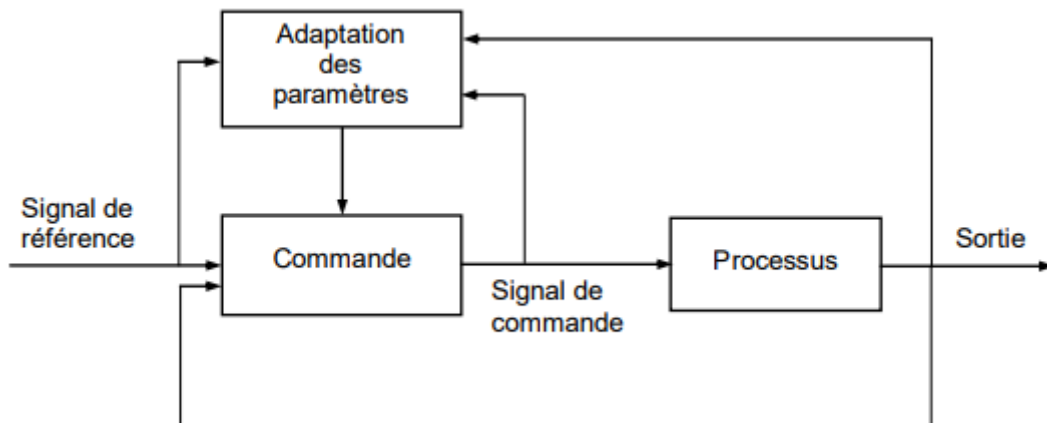 Adaptation
des
paramètres
Signal de
référence
Commande
Signal de
commande
Processus
Sortie